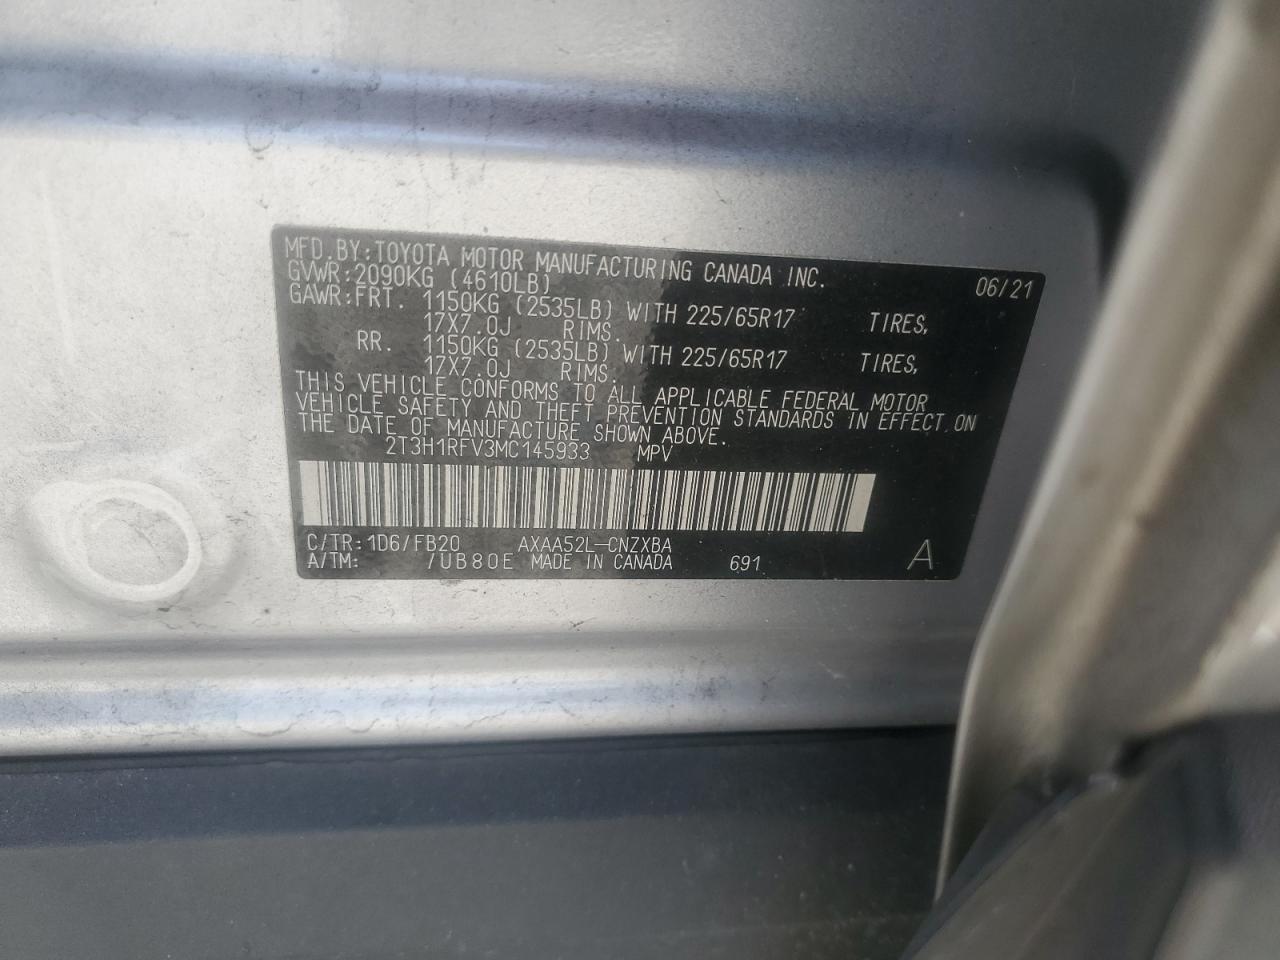 MFD.BY:TOYOTA MOTOR MANUFACTURING CANADA INC. 06/21
GVWR:2090KG (4610LB)
GAWR:FRT. 1150KG (2535LB) WITH 225/65R17 TIRES,
17X7.0J RIMS.
RR. 1150KG (2535LB) WITH 225/65R17 TIRES,
17X7.0J RIMS.
THIS VEHICLE CONFORMS TO ALL APPLICABLE FEDERAL MOTOR
VEHICLE SAFETY AND THEFT PREVENTION STANDARDS IN EFFECT ON
THE DATE OF MANUFACTURE SHOWN ABOVE.
2T3H1RFV3MC145933 MPV
C/TR:1D6/FB20 AXAA52L-CNZXBA
A/TM: /UB80E MADE IN CANADA 691 A